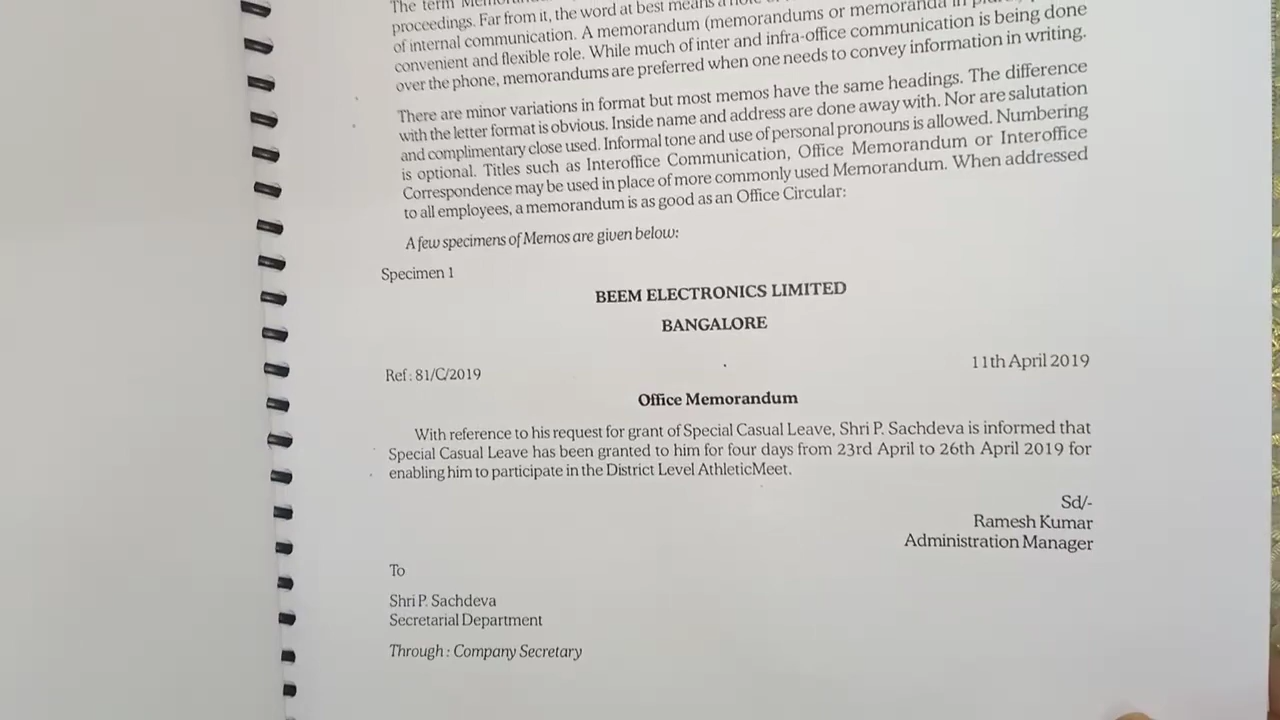 The term
proceedings. Far from it, the word at best means a
of internal communication. A memorandum (memorandums or memoranda in
convenient and flexible role. While much of inter and infra-office communication is being done
over the phone, memorandums are preferred when one needs to convey information in writing.
There are minor variations in format but most memos have the same headings. The difference
with the letter format is obvious. Inside name and address are done away with. Nor are salutation
and complimentary close used. Informal tone and use of personal pronouns is allowed. Numbering
is optional. Titles such as Interoffice Communication, Office Memorandum or Interoffice
Correspondence may be used in place of more commonly used Memorandum. When addressed
to all employees, a memorandum is as good as an Office Circular:
A few specimens of Memos are given below:
Specimen 1
BEEM ELECTRONICS LIMITED
BANGALORE
Ref : 81/C/2019 11th April 2019
Office Memorandum
With reference to his request for grant of Special Casual Leave, Shri P. Sachdeva is informed that
Special Casual Leave has been granted to him for four days from 23rd April to 26th April 2019 for
enabling him to participate in the District Level AthleticMeet.
Sd/-
Ramesh Kumar
Administration Manager
To
Shri P. Sachdeva
Secretarial Department
Through : Company Secretary